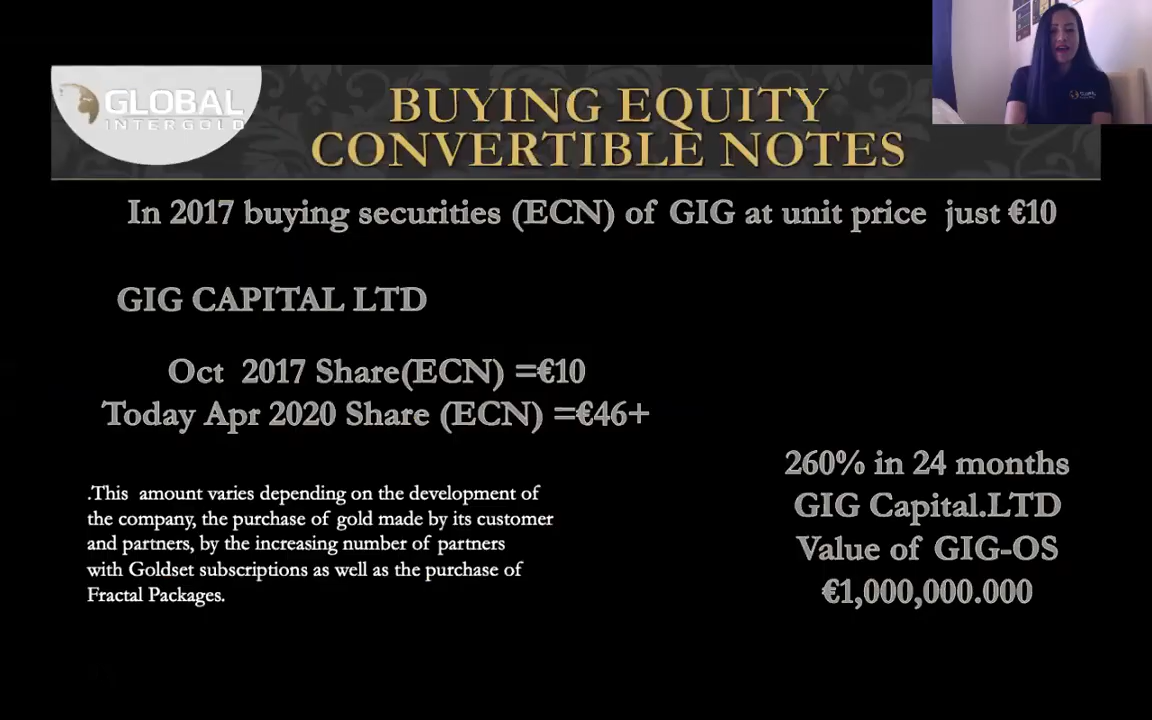 GLOBAL
INTERGOLD
BUYING EQUITY
CONVERTIBLE NOTES
In 2017 buying securities (ECN) of GIG at unit price just €10
GIG CAPITAL LTD
Oct 2017 Share(ECN) =€10
Today Apr 2020 Share (ECN) =€46+
.This amount varies depending on the development of
the company, the purchase of gold made by its customer
and partners, by the increasing number of partners
with Goldset subscriptions as well as the purchase of
Fractal Packages.
260% in 24 months
GIG Capital.LTD
Value of GIG-OS
€1,000,000.000